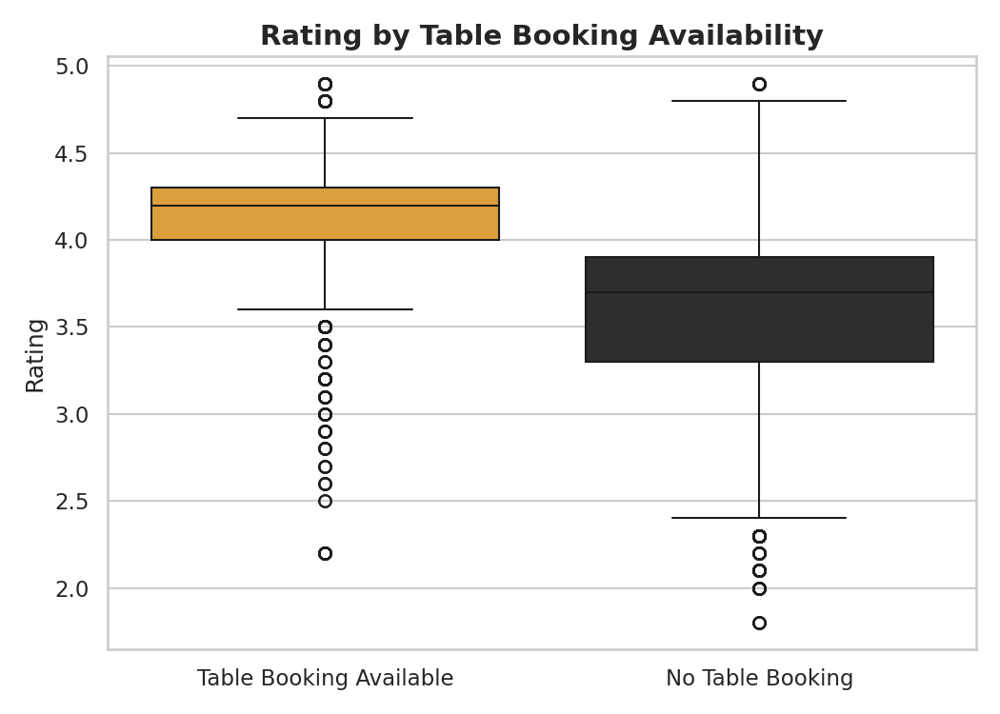 Rating by Table Booking Availability
5.0
4.5
4.0
3.5
3.0
2.5
2.0
Rating
Table Booking Available
No Table Booking